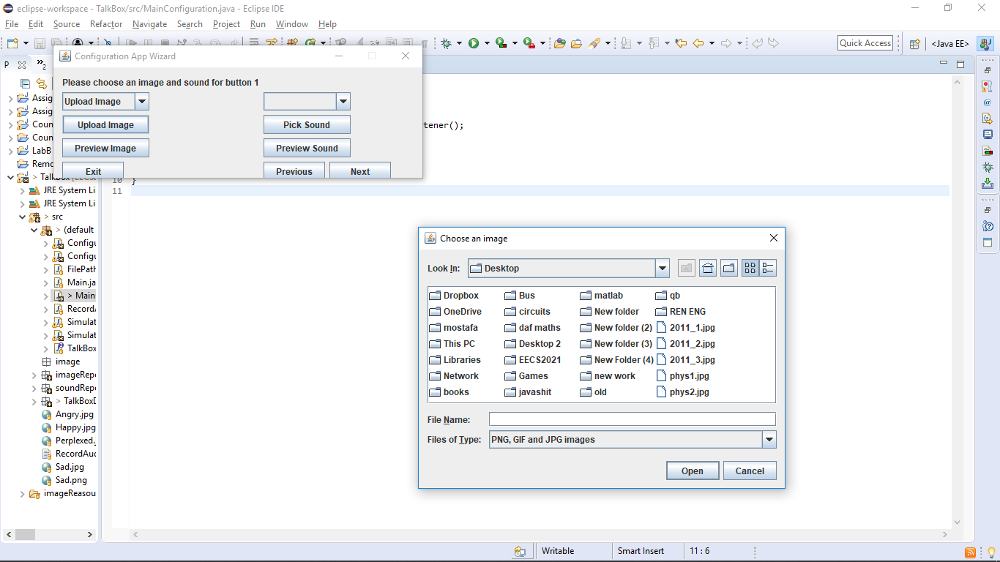 eclipse-workspace - TalkBox/src/MainConfiguration.java - Eclipse IDE
File Edit Source Refactor Navigate Search Project Run Window Help
Quick Access
<Java EE>
P
2
Configuration App Wizard
Please choose an image and sound for button 1
Upload Image
Upload Image
Pick Sound
Preview Image
Preview Sound
Exit
Previous
Next
tener();
10 }
11
Assig
Assig
Coun
Coun
LabB
Remo
> TalkBox [EECS
JRE System Li
JRE System Li
> src
> (default
Configu
Configu
FilePath
Main.ja
> Main
RecordA
Simulat
Simulat
TalkBox
image
imageRepo
soundRepo
> TalkBoxD
Angry.jpg
Happy.jpg
Perplexed.
RecordAud
Sad.jpg
Sad.png
imageReasou
Choose an image
Look In: Desktop
Dropbox Bus matlab qb
OneDrive circuits New folder REN ENG
mostafa daf maths New folder (2) 2011_1.jpg
This PC Desktop 2 New folder (3) 2011_2.jpg
Libraries EECS2021 New Folder (4) 2011_3.jpg
Network Games new work phys1.jpg
books javashit old phys2.jpg
File Name:
Files of Type: PNG, GIF and JPG images
Open Cancel
Writable Smart Insert 11 : 6